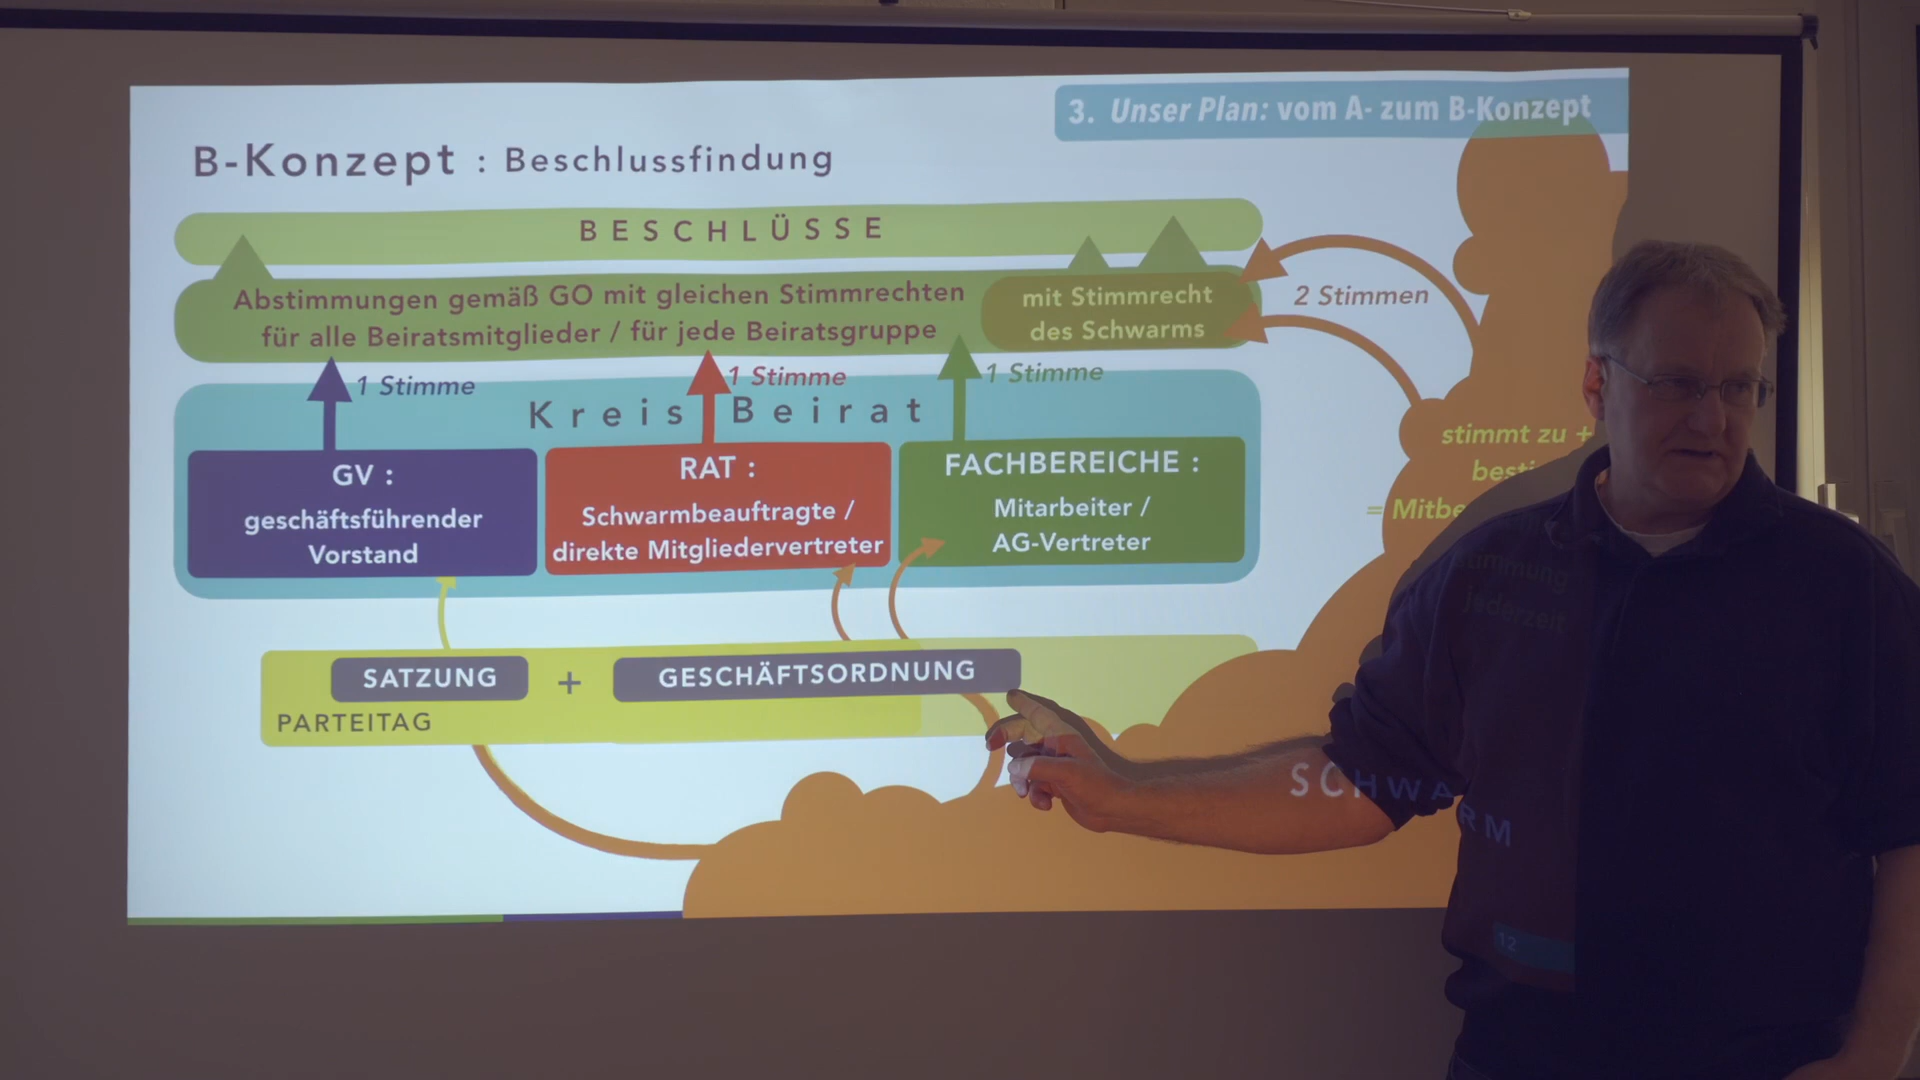 3. Unser Plan: vom A- zum B-Konzept
B-Konzept : Beschlussfindung
BESCHLÜSSE
Abstimmungen gemäß GO mit gleichen Stimmrechten
für alle Beiratsmitglieder / für jede Beiratsgruppe
mit Stimmrecht
des Schwarms
2 Stimmen
1 Stimme
1 Stimme
1 Stimme
Kreis Beirat
GV :
geschäftsführender
Vorstand
RAT :
Schwarmbeauftragte /
direkte Mitgliedervertreter
FACHBEREICHE :
Mitarbeiter /
AG-Vertreter
stimmt zu +
= 
jederzeit
SATZUNG + GESCHÄFTSORDNUNG
PARTEITAG
SCHWARM
12